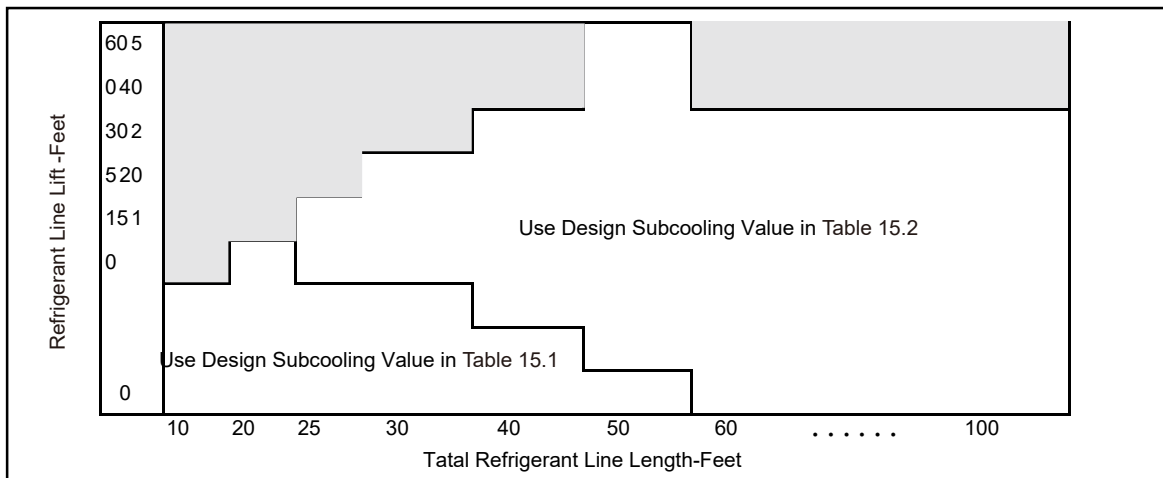 605
040
302
520
151
0
0
Refrigerant Line Lift -Feet
Use Design Subcooling Value in Table 15.2
Use Design Subcooling Value in Table 15.1
10 20 25 30 40 50 60 ...... 100
Tatal Refrigerant Line Length-Feet